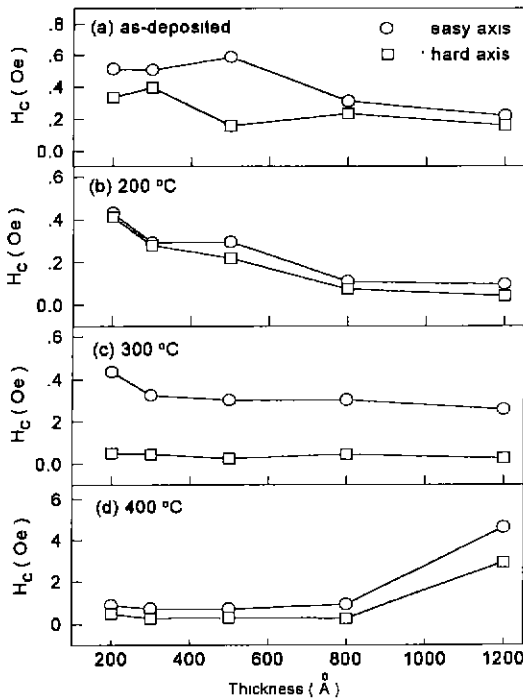 .8
(a) as-deposited
easy axis
.6
hard axis
.4
.2
0.0
H_C (Oe)
.6
(b) 200 °C
.4
.2
0.0
H_C (Oe)
.6
(c) 300 °C
.4
.2
0.0
H_C (Oe)
6
(d) 400 °C
4
2
0
H_C (Oe)
200 400 600 800 1000 1200
Thickness (Å)